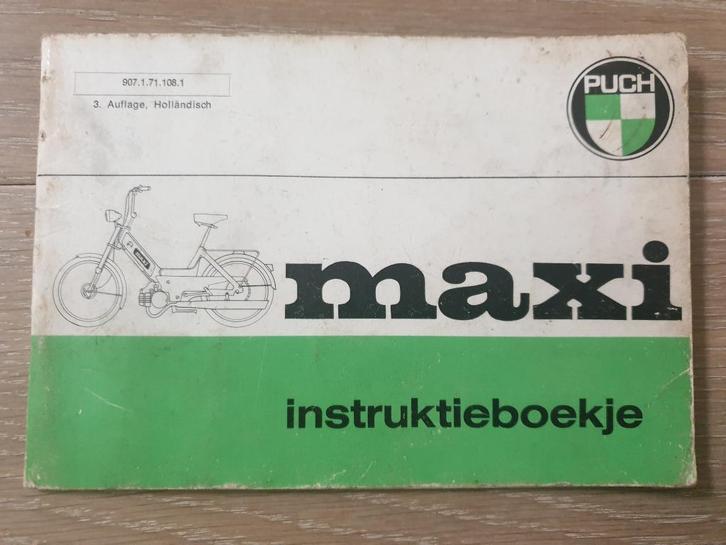 907.1.71.108.1
3. Auflage, Holländisch
PUCH
maxi
instruktieboekje